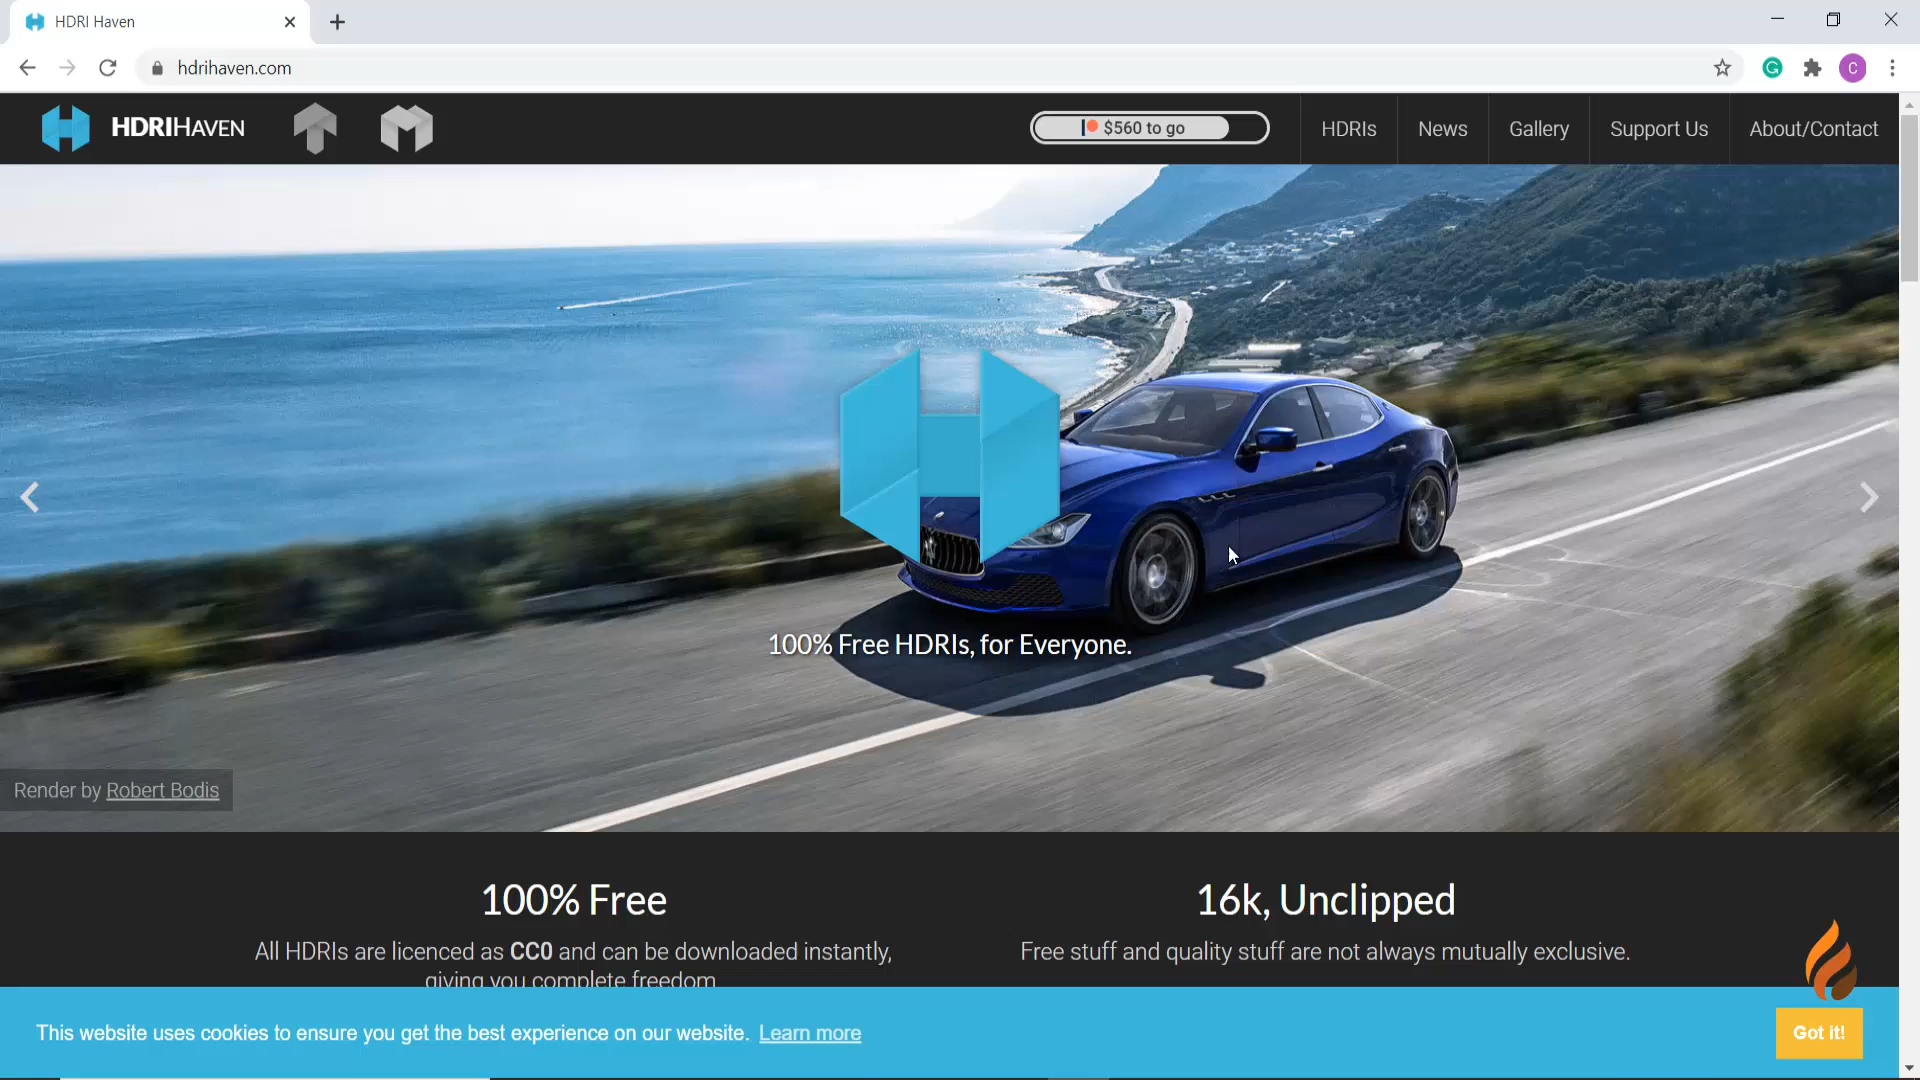 HDRI Haven
hdrihaven.com
C
HDRIHAVEN
$560 to go
HDRIs
News
Gallery
Support Us
About/Contact
100% Free HDRIs, for Everyone.
Render by Robert Bodis
100% Free
All HDRIs are licenced as CC0 and can be downloaded instantly,
giving you complete freedom
16k, Unclipped
Free stuff and quality stuff are not always mutually exclusive.
This website uses cookies to ensure you get the best experience on our website. Learn more
Got it!